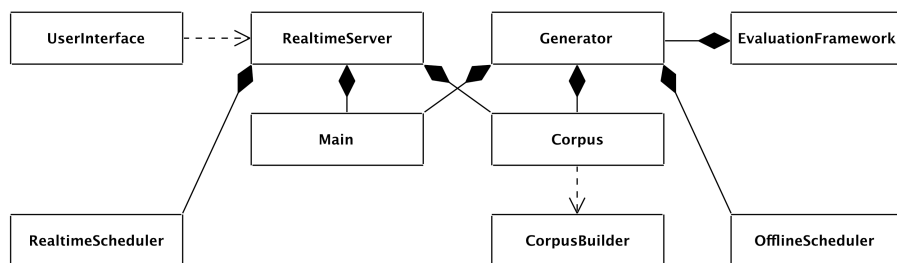 UserInterface
RealtimeServer
Generator
EvaluationFramework
Main
Corpus
RealtimeScheduler
CorpusBuilder
OfflineScheduler